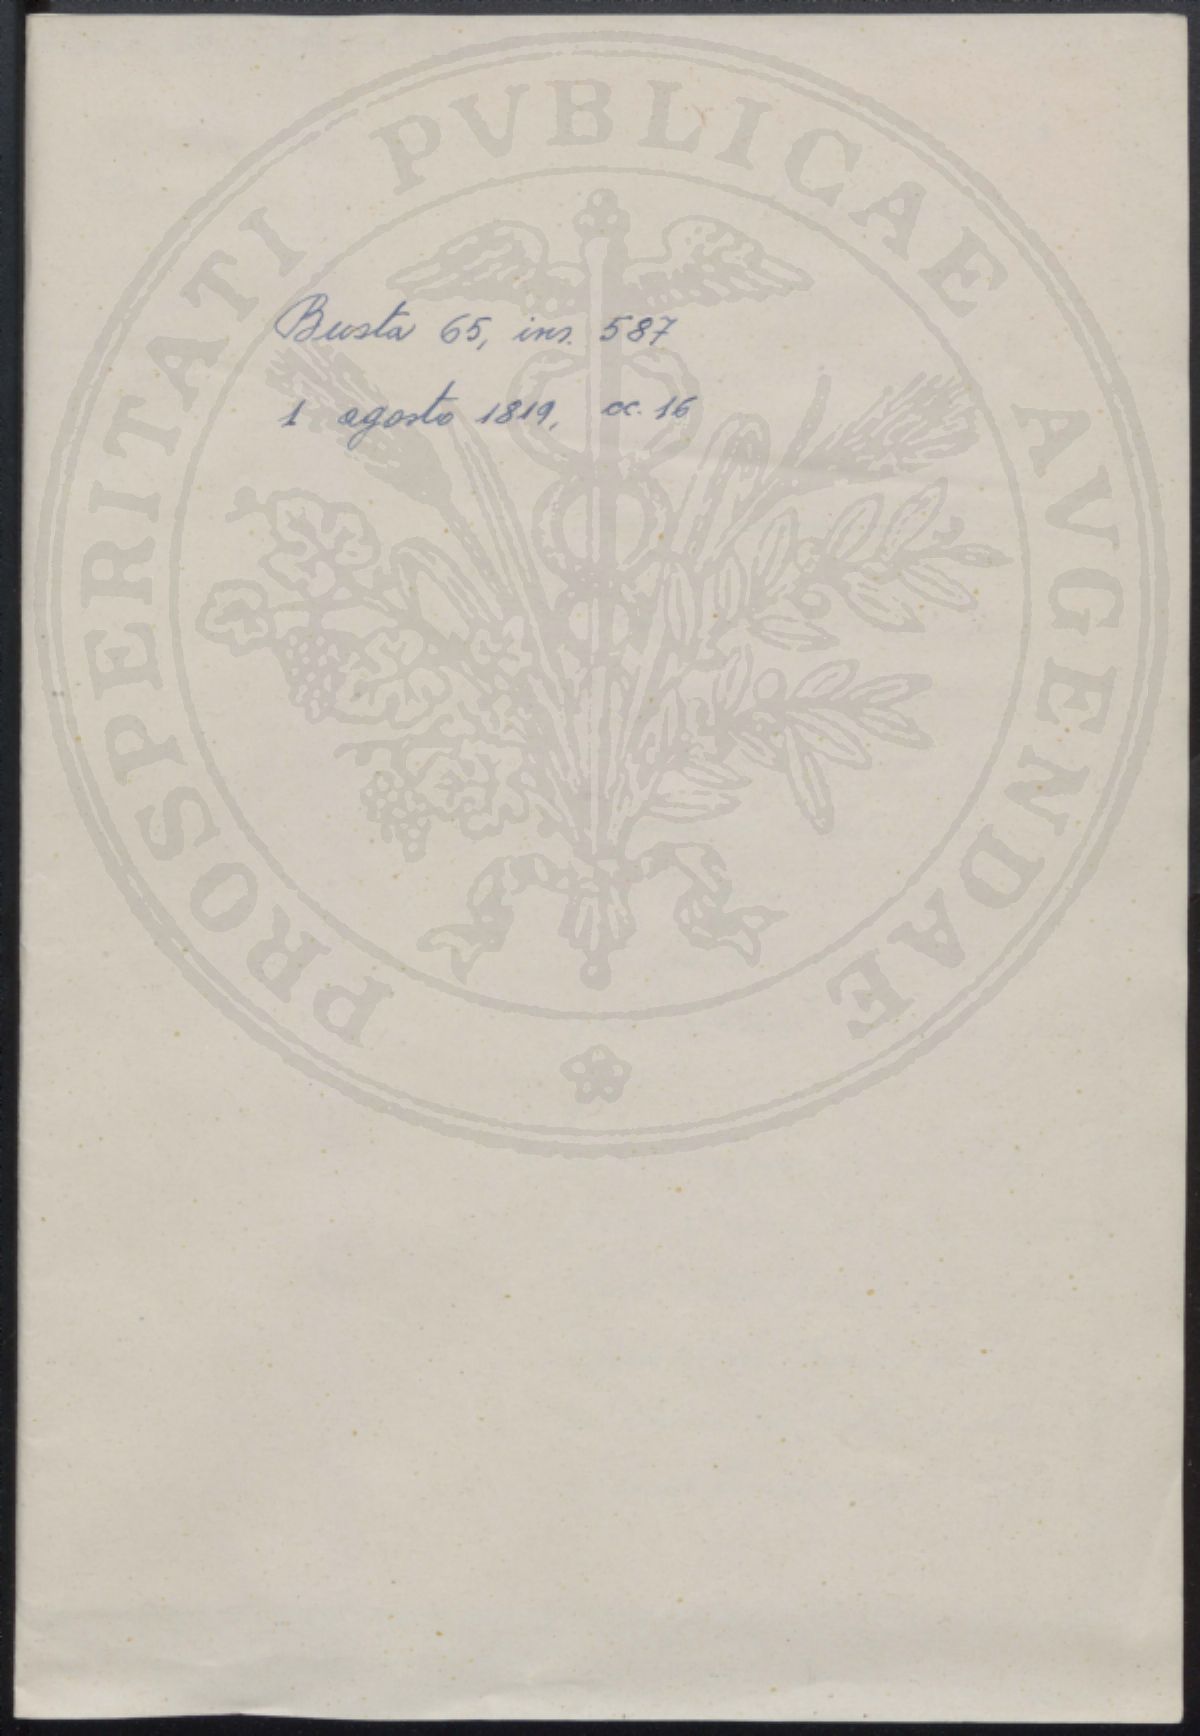 PROSPERITATI PVBLICAE AVGENDAE
Busta 65, ins. 587
1 agosto 1819, cc. 16